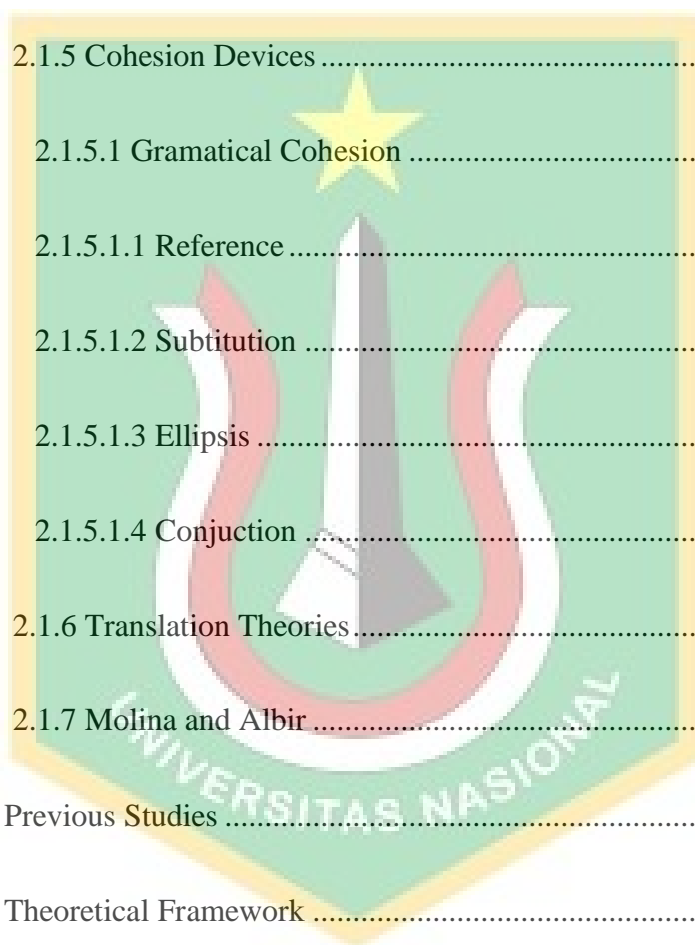 2.1.5 Cohesion Devices ................................................
2.1.5.1 Gramatical Cohesion ....................................
2.1.5.1.1 Reference ...................................................
2.1.5.1.2 Subtitution .................................................
2.1.5.1.3 Ellipsis .......................................................
2.1.5.1.4 Conjuction .................................................
2.1.6 Translation Theories ...........................................
2.1.7 Molina and Albir ................................................
Previous Studies ...........................................................
Theoretical Framework ................................................
UNIVERSITAS NASIONAL